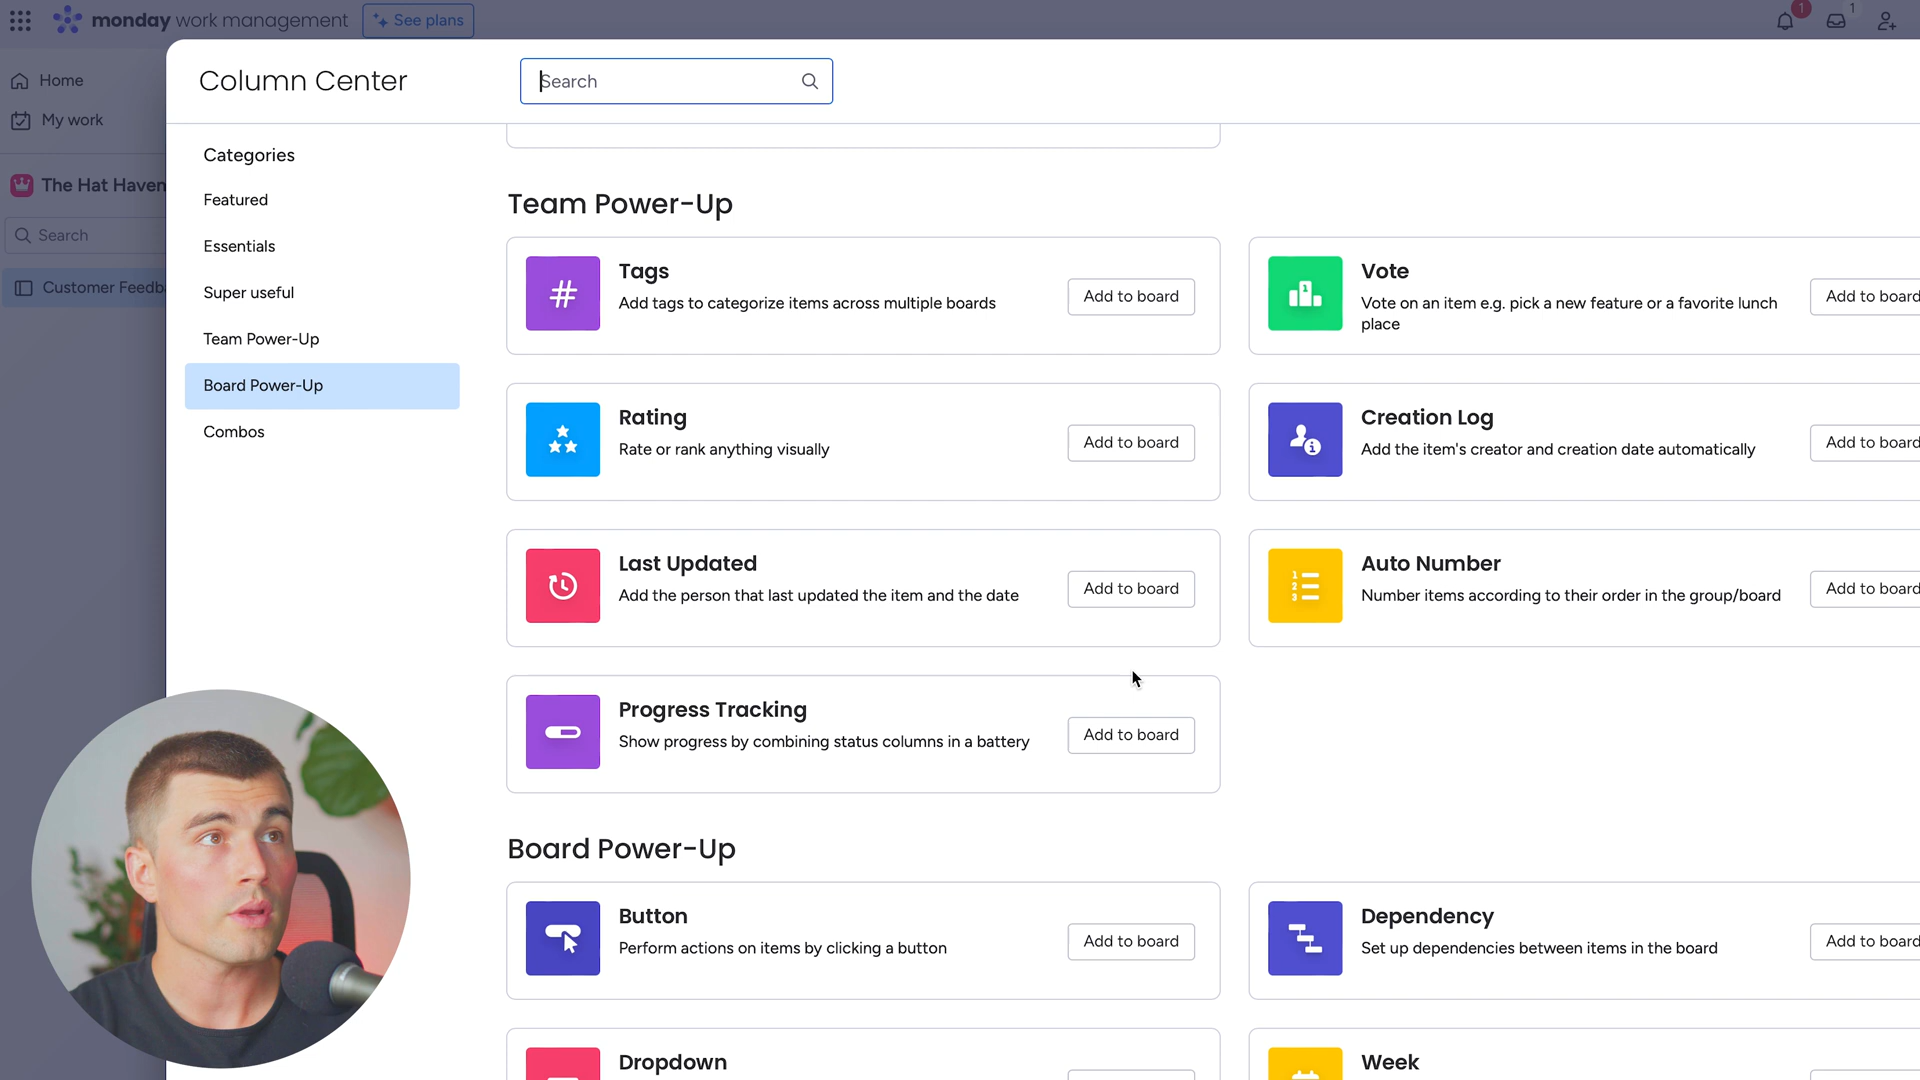 monday work management
See plans
1
1
Column Center
Search
Home
My work
The Hat Haven
Search
Customer Feedba
Categories
Featured
Essentials
Super useful
Team Power-Up
Board Power-Up
Combos
Team Power-Up
Tags
Add tags to categorize items across multiple boards
Add to board
Vote
Vote on an item e.g. pick a new feature or a favorite lunch
place
Add to board
Rating
Rate or rank anything visually
Add to board
Creation Log
Add the item's creator and creation date automatically
Add to board
Last Updated
Add the person that last updated the item and the date
Add to board
Auto Number
Number items according to their order in the group/board
Add to board
Progress Tracking
Show progress by combining status columns in a battery
Add to board
Board Power-Up
Button
Perform actions on items by clicking a button
Add to board
Dependency
Set up dependencies between items in the board
Add to board
Dropdown
Week